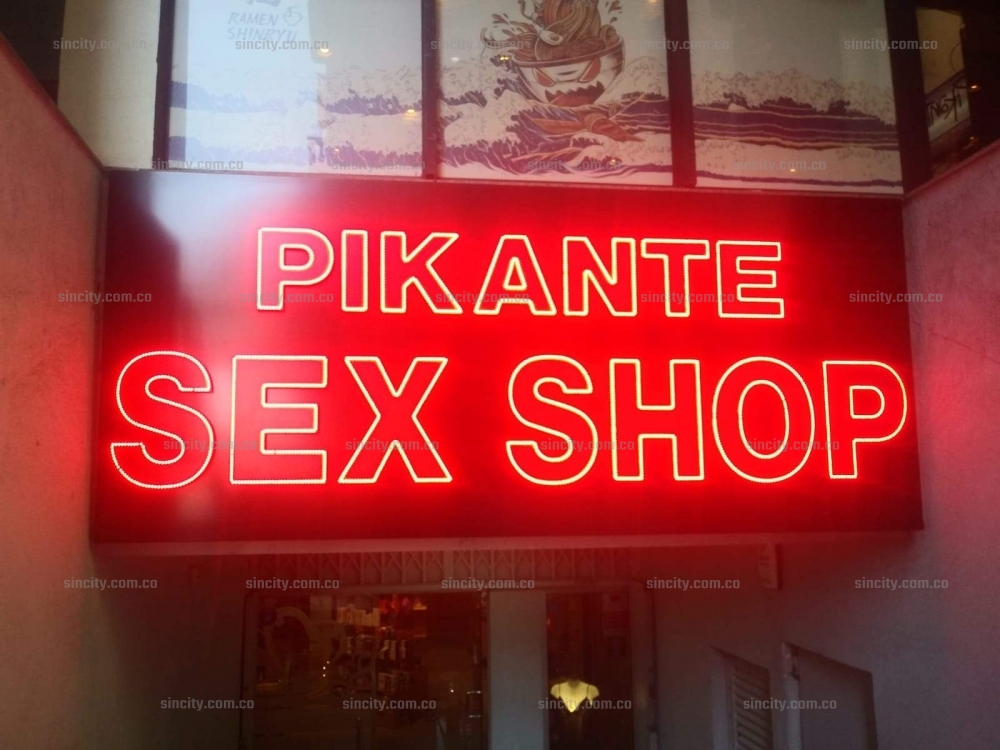 RAMEN
SHINRYU
PIKANTE
SEX SHOP
sincity.com.co